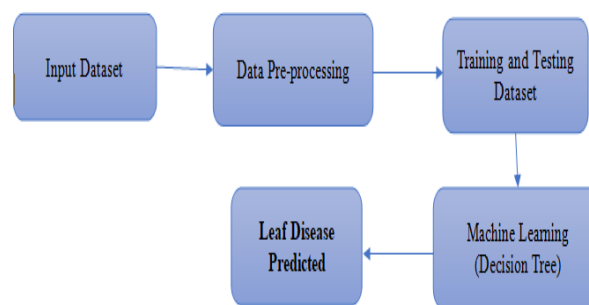 Input Dataset
Data Pre-processing
Training and Testing
Dataset
Machine Learning
(Decision Tree)
Leaf Disease
Predicted